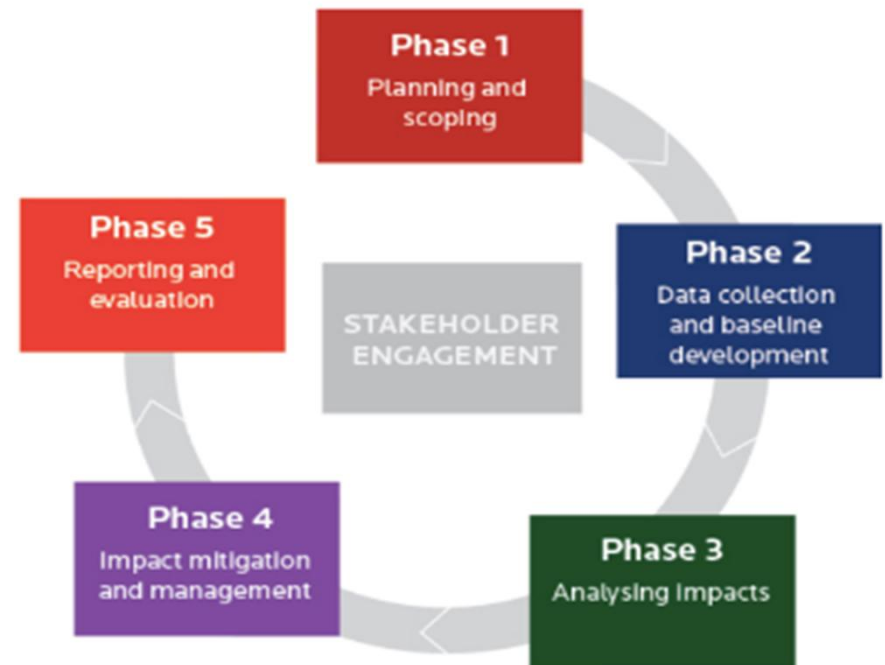 Phase 1
Planning and
scoping
Phase 2
Data collection
and baseline
development
Phase 3
Analysing impacts
Phase 4
Impact mitigation
and management
Phase 5
Reporting and
evaluation
STAKEHOLDER
ENGAGEMENT